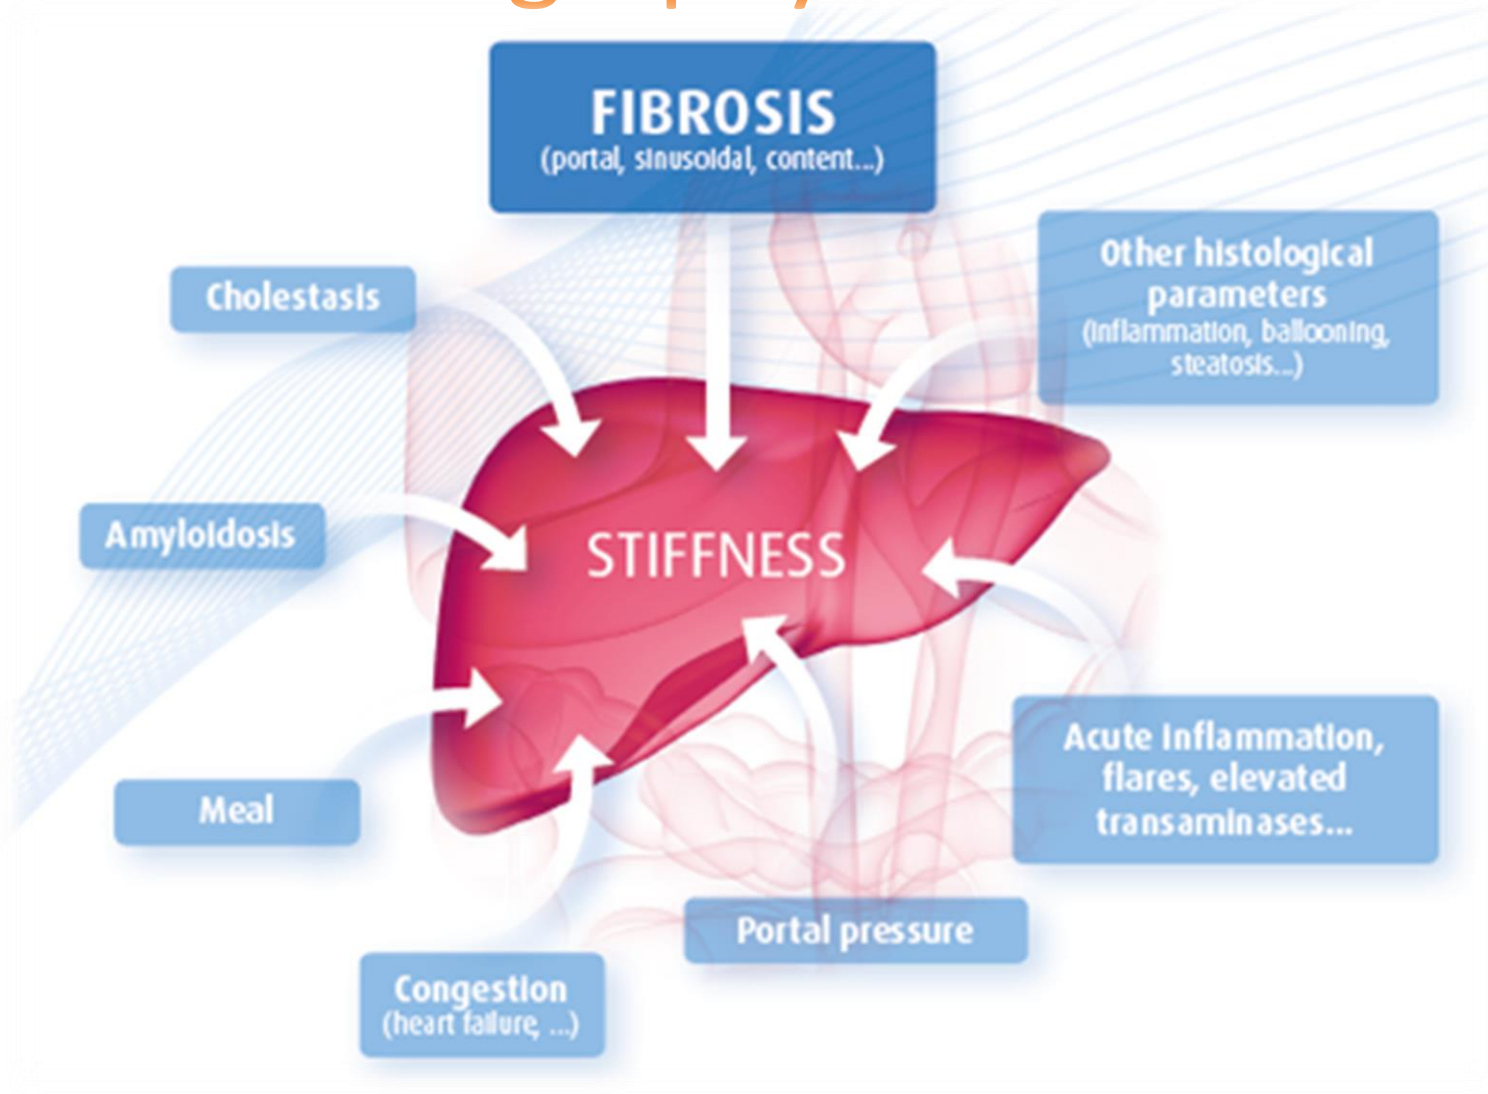 FIBROSIS
(portal, sinusoidal, content...)
Other histological
parameters
(inflammation, ballooning,
steatosis...)
Cholestasis
Amyloidosis
STIFFNESS
Meal
Acute inflammation,
flares, elevated
transaminases...
Portal pressure
Congestion
(heart failure, ...)